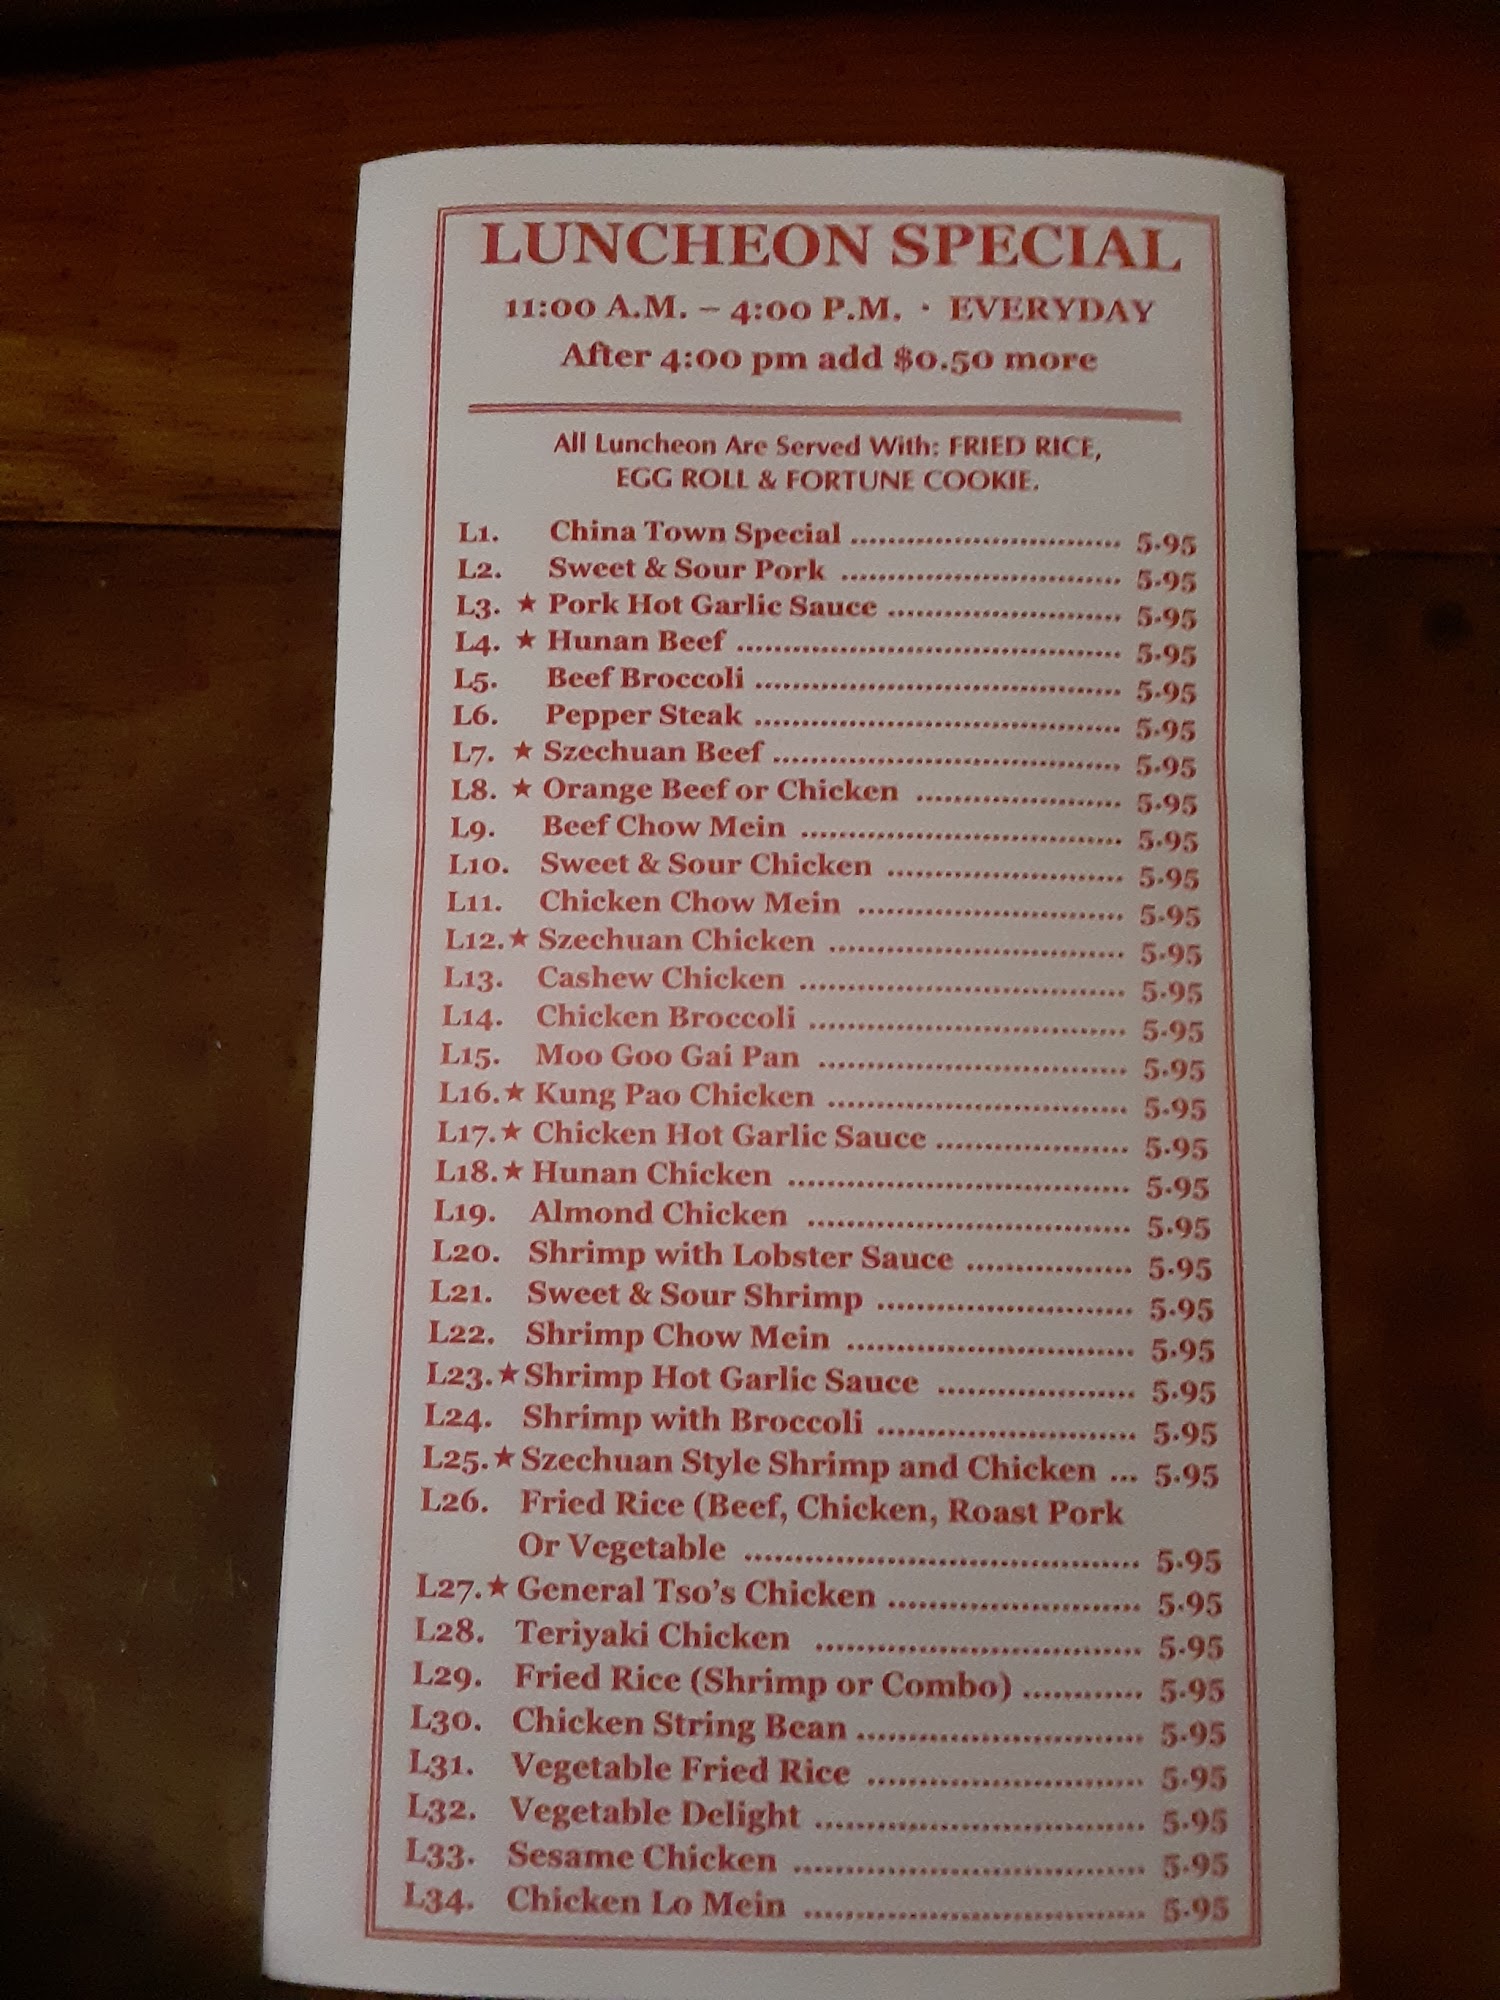 LUNCHEON SPECIAL
11:00 A.M. – 4:00 P.M. · EVERYDAY
After 4:00 pm add $0.50 more
All Luncheon Are Served With: FRIED RICE,
EGG ROLL & FORTUNE COOKIE.
L1. China Town Special 5.95
L2. Sweet & Sour Pork 5.95
L3. ★ Pork Hot Garlic Sauce 5.95
L4. ★ Hunan Beef 5.95
L5. Beef Broccoli 5.95
L6. Pepper Steak 5.95
L7. ★ Szechuan Beef 5.95
L8. ★ Orange Beef or Chicken 5.95
L9. Beef Chow Mein 5.95
L10. Sweet & Sour Chicken 5.95
L11. Chicken Chow Mein 5.95
L12. ★ Szechuan Chicken 5.95
L13. Cashew Chicken 5.95
L14. Chicken Broccoli 5.95
L15. Moo Goo Gai Pan 5.95
L16. ★ Kung Pao Chicken 5.95
L17. ★ Chicken Hot Garlic Sauce 5.95
L18. ★ Hunan Chicken 5.95
L19. Almond Chicken 5.95
L20. Shrimp with Lobster Sauce 5.95
L21. Sweet & Sour Shrimp 5.95
L22. Shrimp Chow Mein 5.95
L23. ★ Shrimp Hot Garlic Sauce 5.95
L24. Shrimp with Broccoli 5.95
L25. ★ Szechuan Style Shrimp and Chicken ... 5.95
L26. Fried Rice (Beef, Chicken, Roast Pork
Or Vegetable 5.95
L27. ★ General Tso's Chicken 5.95
L28. Teriyaki Chicken 5.95
L29. Fried Rice (Shrimp or Combo) 5.95
L30. Chicken String Bean 5.95
L31. Vegetable Fried Rice 5.95
L32. Vegetable Delight 5.95
L33. Sesame Chicken 5.95
L34. Chicken Lo Mein 5.95